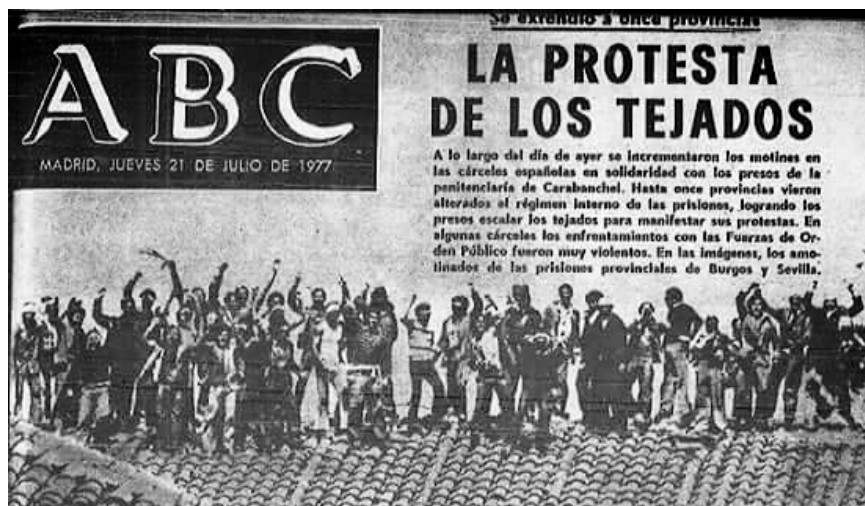 Se extendió a once provincias
ABC
MADRID, JUEVES 21 DE JULIO DE 1977
LA PROTESTA
DE LOS TEJADOS
A lo largo del día de ayer se incrementaron los motines en
las cárceles españolas en solidaridad con los presos de la
penitenciaría de Carabanchel. Hasta once provincias vieron
alterados el régimen interno de las prisiones, logrando los
presos escalar los tejados para manifestar sus protestas. En
algunas cárceles los enfrentamientos con las Fuerzas de Or-
den Público fueron muy violentos. En las imágenes, los amo-
tinados de las prisiones provinciales de Burgos y Sevilla.